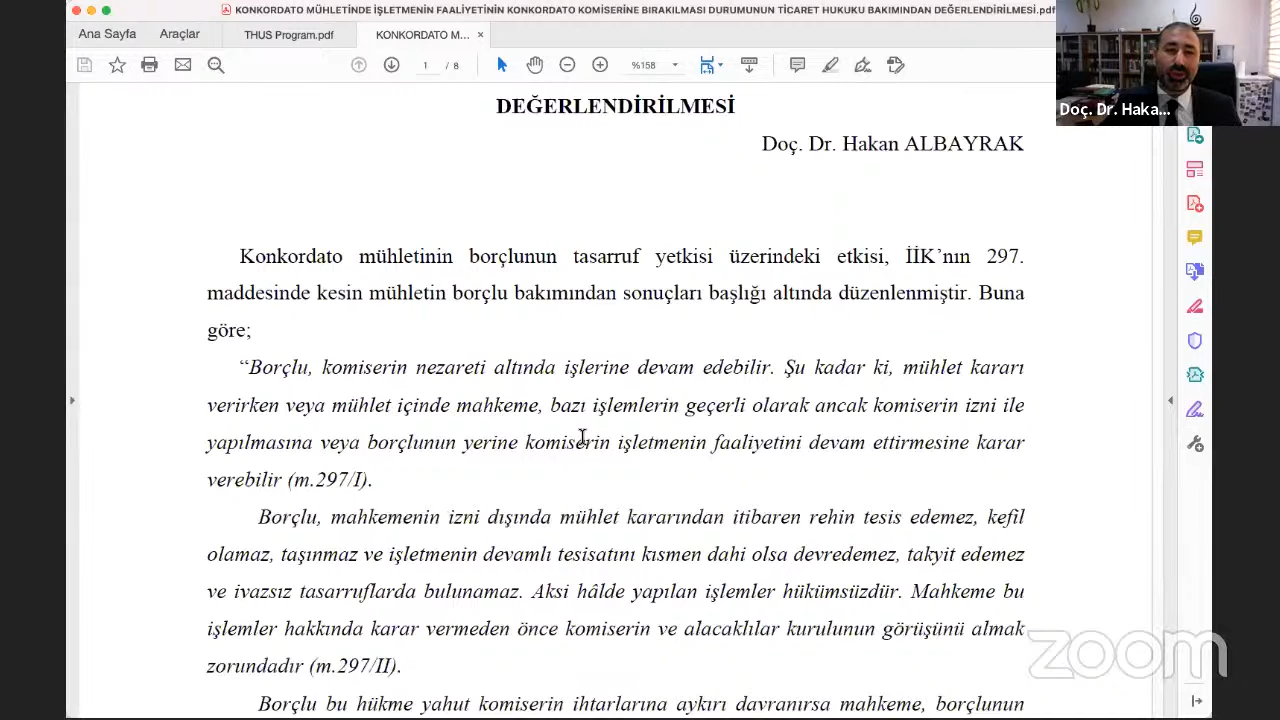 KONKORDATO MÜHLETİNDE İŞLETMENİN FAALİYETİNİN KONKORDATO KOMİSERİNE BIRAKILMASI DURUMUNUN TİCARET HUKUKU BAKIMINDAN DEĞERLENDİRİLMESİ.pdf
Ana Sayfa Araçlar THUS Program.pdf KONKORDATO M... ×
1 / 8 %158
Doç. Dr. Haka...
DEĞERLENDİRİLMESİ
Doç. Dr. Hakan ALBAYRAK
Konkordato mühletinin borçlunun tasarruf yetkisi üzerindeki etkisi, İİK’nın 297.
maddesinde kesin mühletin borçlu bakımından sonuçları başlığı altında düzenlenmiştir. Buna
göre;
“Borçlu, komiserin nezareti altında işlerine devam edebilir. Şu kadar ki, mühlet kararı
verirken veya mühlet içinde mahkeme, bazı işlemlerin geçerli olarak ancak komiserin izni ile
yapılmasına veya borçlunun yerine komiserin işletmenin faaliyetini devam ettirmesine karar
verebilir (m.297/I).
Borçlu, mahkemenin izni dışında mühlet kararından itibaren rehin tesis edemez, kefil
olamaz, taşınmaz ve işletmenin devamlı tesisatını kısmen dahi olsa devredemez, takyit edemez
ve ivazsız tasarruflarda bulunamaz. Aksi hâlde yapılan işlemler hükümsüzdür. Mahkeme bu
işlemler hakkında karar vermeden önce komiserin ve alacaklılar kurulunun görüşünü almak
zorundadır (m.297/II).
zoom
Borçlu bu hükme yahut komiserin ihtarlarına aykırı davranırsa mahkeme, borçlunun